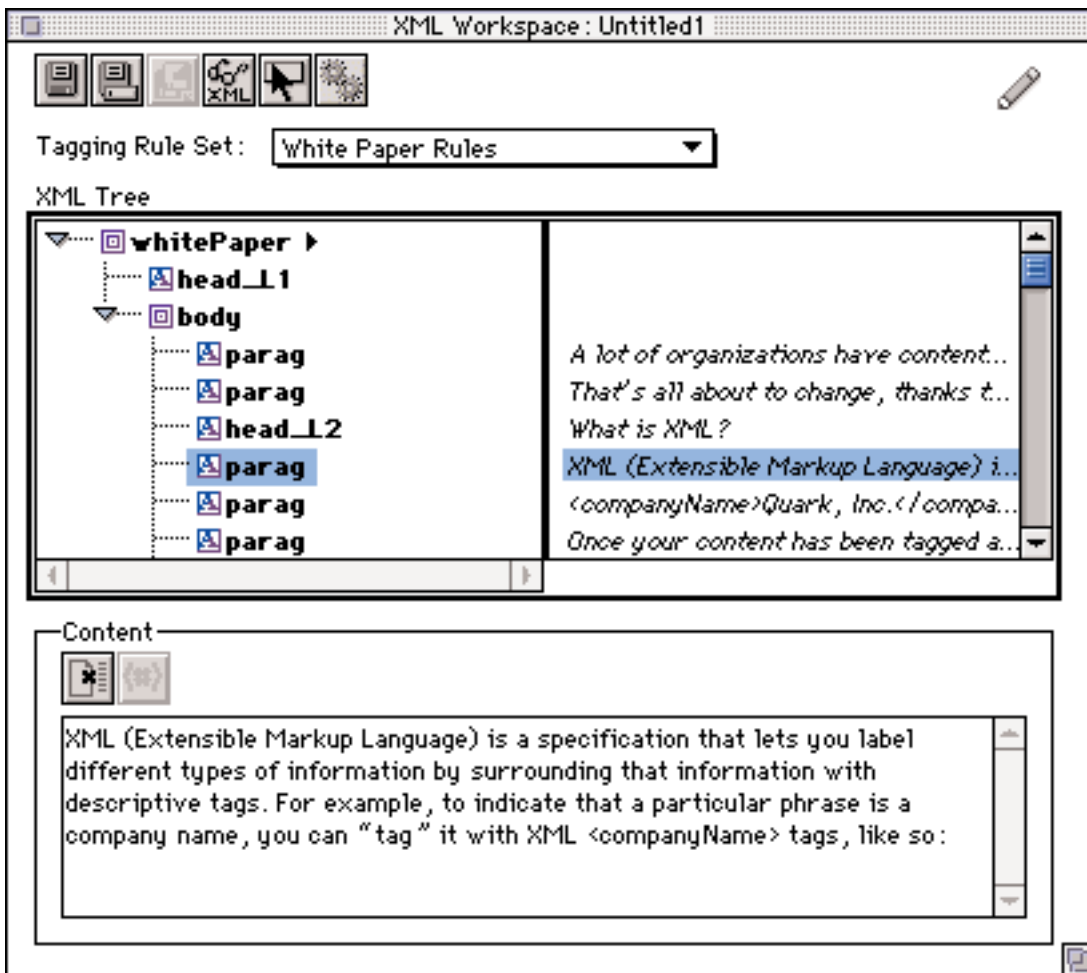 XML Workspace: Untitled1
XML
Tagging Rule Set: White Paper Rules
XML Tree
whitePaper
head_L1
body
parag A lot of organizations have content...
parag That's all about to change, thanks t...
head_L2 What is XML?
parag XML (Extensible Markup Language) i...
parag <companyName>Quark, Inc.</compa...
parag Once your content has been tagged a...
Content
XML (Extensible Markup Language) is a specification that lets you label
different types of information by surrounding that information with
descriptive tags. For example, to indicate that a particular phrase is a
company name, you can "tag" it with XML <companyName> tags, like so: